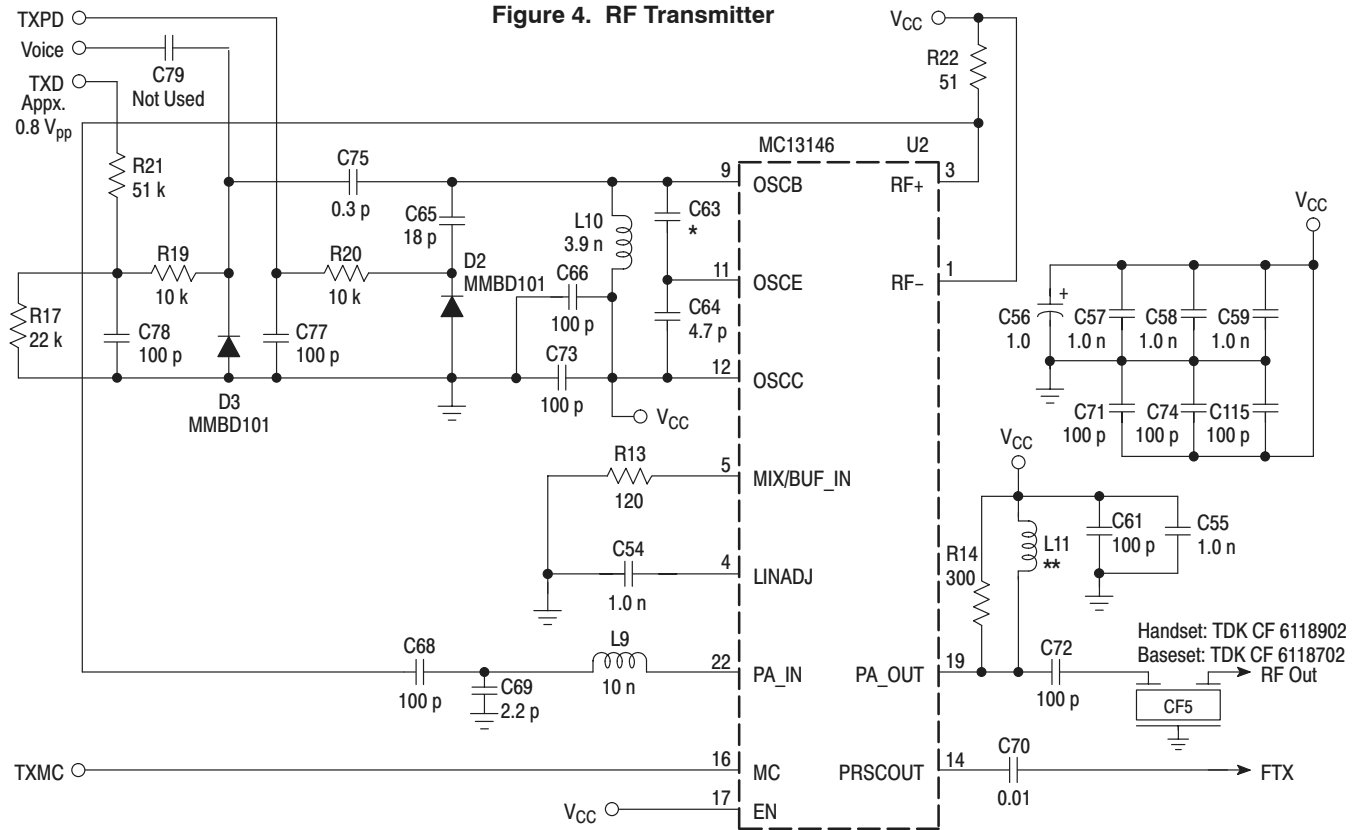 Figure 4. RF Transmitter
TXPD
Voice
C79
Not Used
TXD
Appx.
0.8 Vpp
VCC
R22
51
R21
51 k
C75
0.3 p
C65
18 p
MC13146
U2
9
OSCB
RF+
3
L10
3.9 n
C63
*
VCC
R19
10 k
R20
10 k
D2
MMBD101
C66
100 p
11
OSCE
RF–
1
R17
22 k
C78
100 p
C77
100 p
C64
4.7 p
C56
1.0
+
C57
1.0 n
C58
1.0 n
C59
1.0 n
C73
100 p
12
OSCC
D3
MMBD101
VCC
C71
100 p
C74
100 p
C115
100 p
R13
120
5
MIX/BUF_IN
VCC
C54
1.0 n
4
LINADJ
R14
300
L11
**
C61
100 p
C55
1.0 n
C68
100 p
C69
2.2 p
L9
10 n
22
PA_IN
PA_OUT
19
C72
100 p
Handset: TDK CF 6118902
Baseset: TDK CF 6118702
RF Out
CF5
TXMC
16
MC
PRSCOUT
14
C70
0.01
FTX
VCC
17
EN